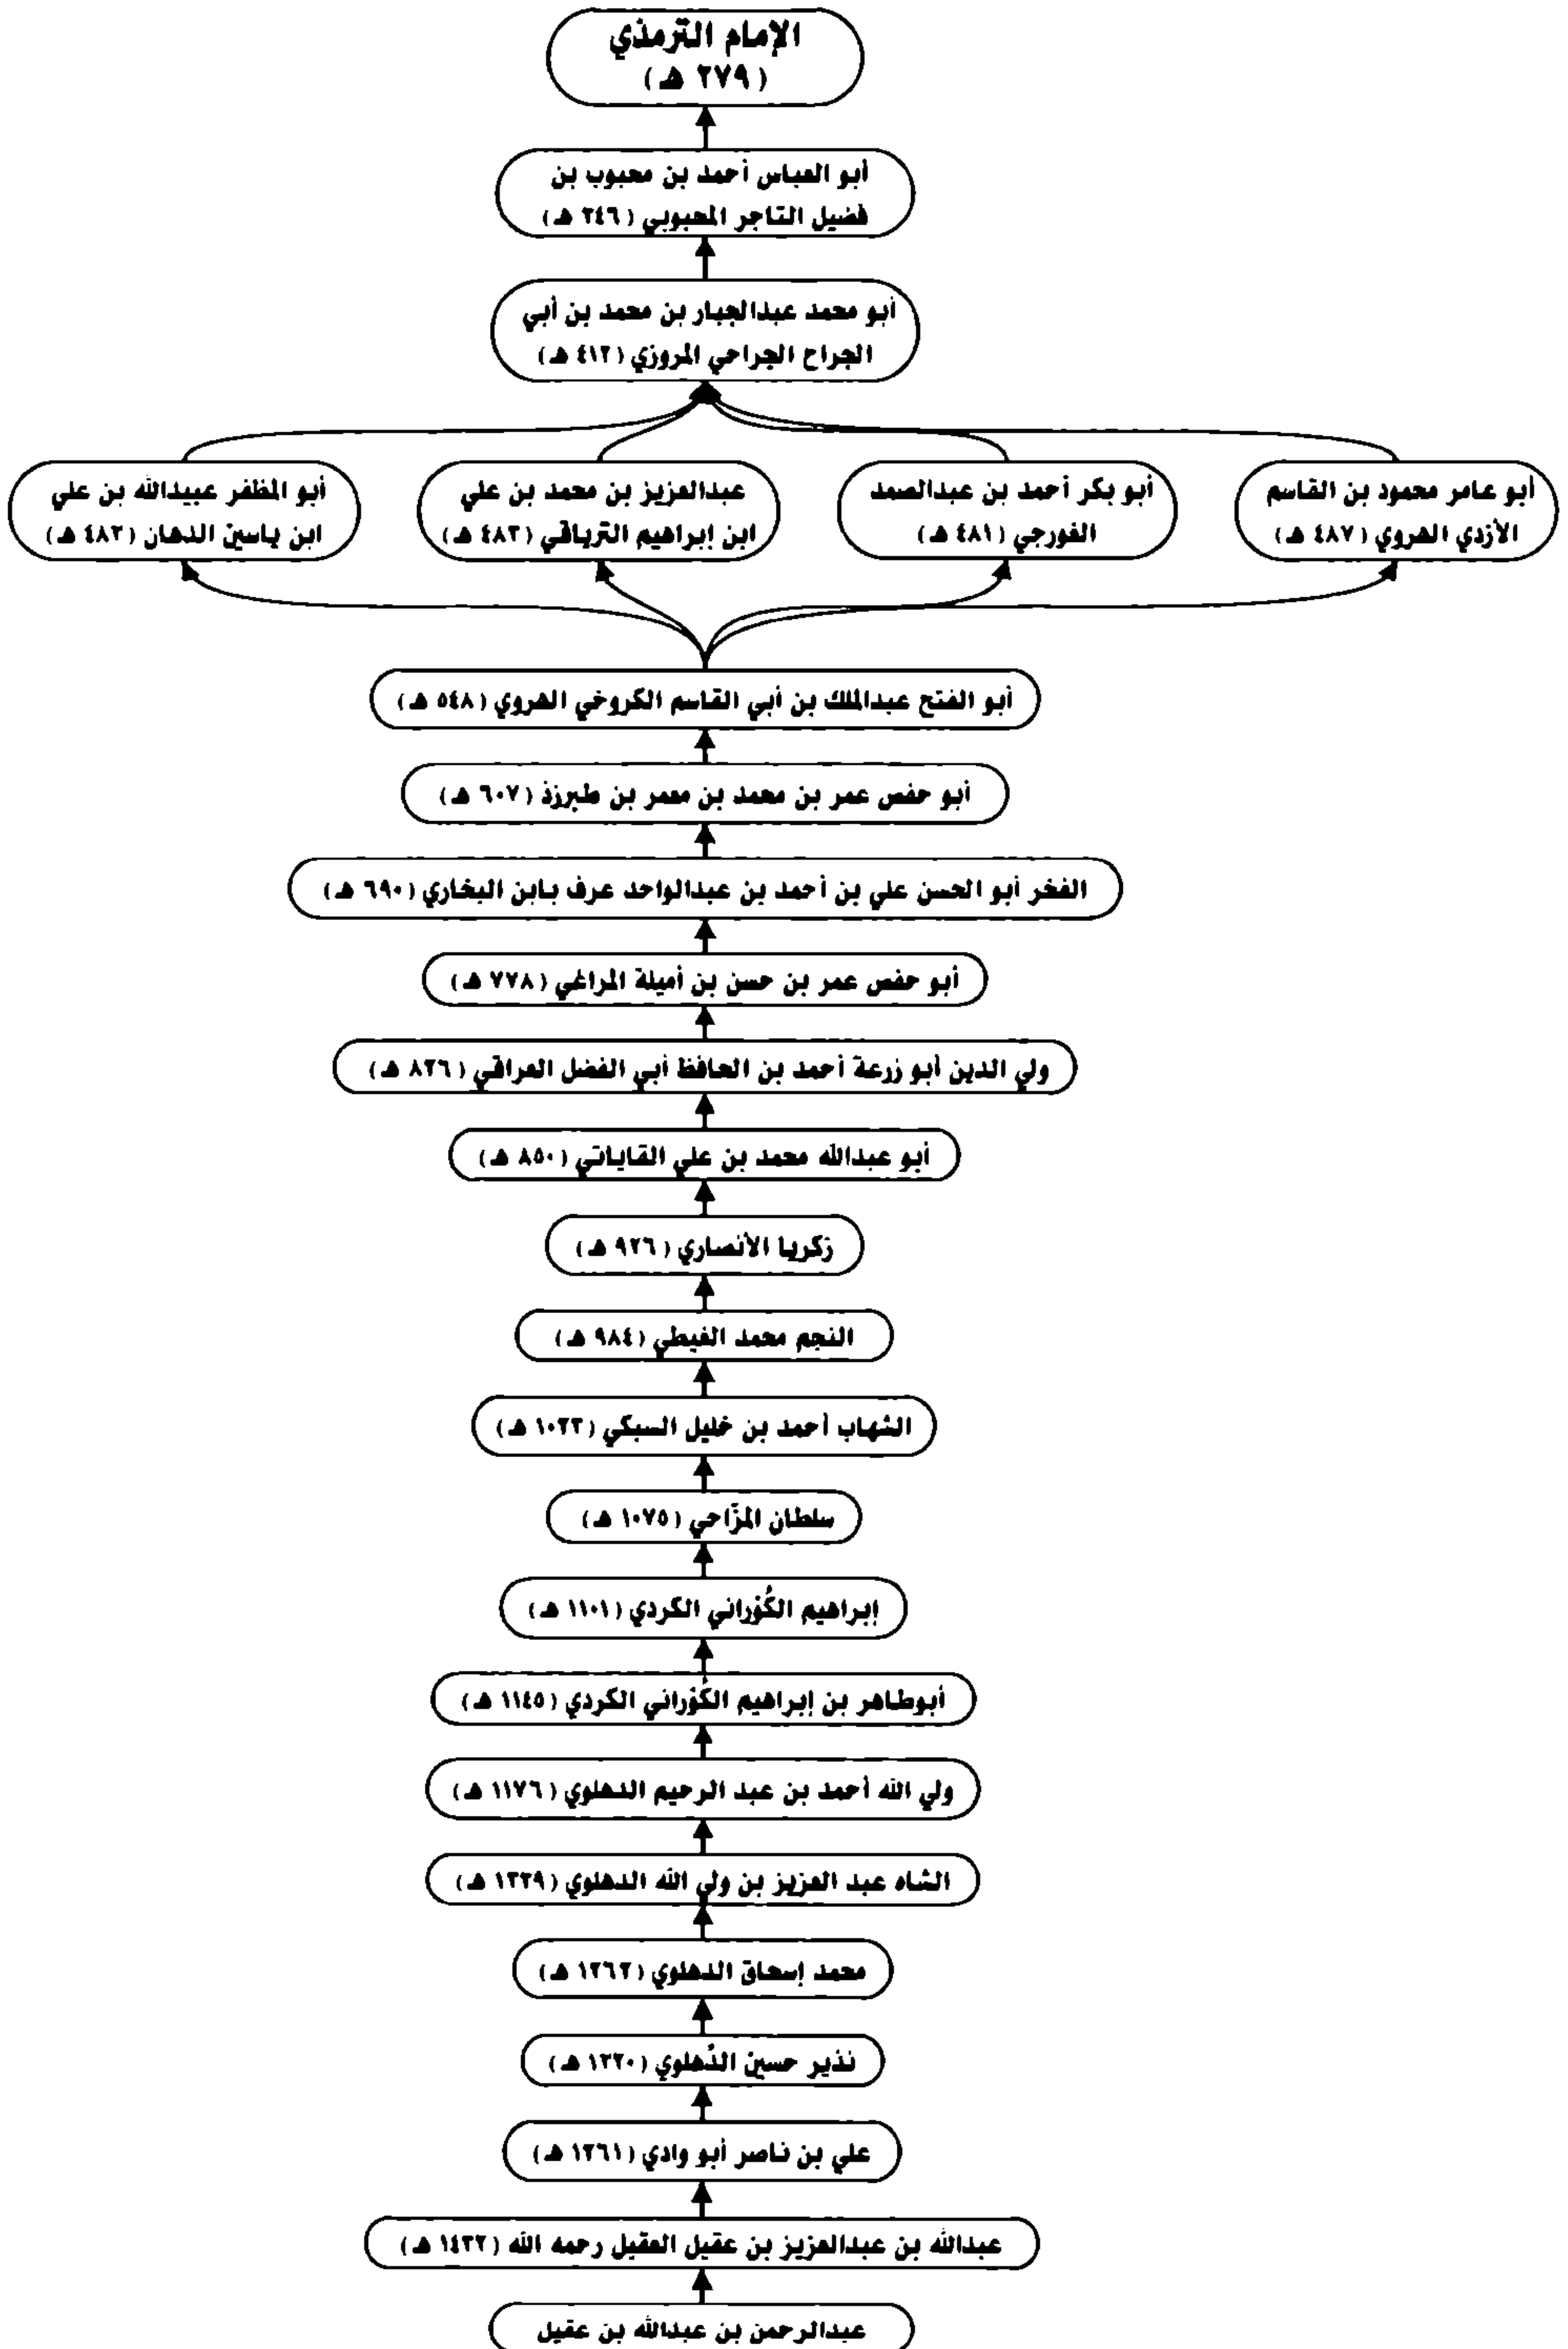 الإمام الترمذي
(٢٧٩ هـ)
أبو العباس أحمد بن محبوب بن
فضيل التاجر المحبوبي (٣٤٦ هـ)
أبو محمد عبدالجبار بن محمد بن أبي
الجراح الجراحي المروزي (٤١٢ هـ)
أبو عامر محمود بن القاسم
الأزدي الهروي (٤٨٧ هـ)
أبو بكر أحمد بن عبدالصمد
الغورجي (٤٨١ هـ)
عبدالعزيز بن محمد بن علي
ابن إبراهيم الترياقي (٤٨٣ هـ)
أبو المظفر عبيدالله بن علي
ابن ياسين الدهان (٤٨٣ هـ)
أبو الفتح عبدالملك بن أبي القاسم الكروخي الهروي (٥٤٨ هـ)
أبو حفص عمر بن محمد بن معمر بن طبرزذ (٦٠٧ هـ)
الفخر أبو الحسن علي بن أحمد بن عبدالواحد عرف بابن البخاري (٦٩٠ هـ)
أبو حفص عمر بن حسن بن أميلة المراغي (٧٧٨ هـ)
ولي الدين أبو زرعة أحمد بن الحافظ أبي الفضل العراقي (٨٢٦ هـ)
أبو عبدالله محمد بن علي القاياتي (٨٥٠ هـ)
زكريا الأنصاري (٩٢٦ هـ)
النجم محمد الغيطي (٩٨٤ هـ)
الشهاب أحمد بن خليل السبكي (١٠٣٢ هـ)
سلطان المزّاحي (١٠٧٥ هـ)
إبراهيم الكُوْراني الكردي (١١٠١ هـ)
أبوطاهر بن إبراهيم الكُوْراني الكردي (١١٤٥ هـ)
ولي الله أحمد بن عبد الرحيم الدهلوي (١١٧٦ هـ)
الشاه عبد العزيز بن ولي الله الدهلوي (١٢٣٩ هـ)
محمد إسحاق الدهلوي (١٢٦٢ هـ)
نذير حسين الدُهلوي (١٣٢٠ هـ)
علي بن ناصر أبو وادي (١٣٦١ هـ)
عبدالله بن عبدالعزيز بن عقيل العقيل رحمه الله (١٤٣٢ هـ)
عبدالرحمن بن عبدالله بن عقيل